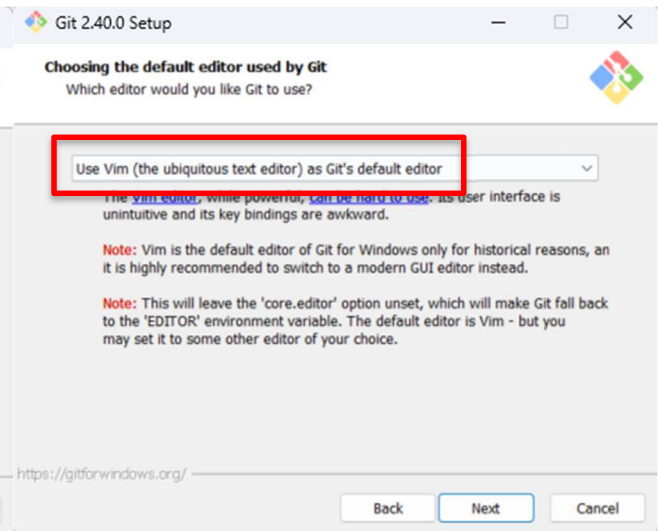 Git 2.40.0 Setup
Choosing the default editor used by Git
Which editor would you like Git to use?
Use Vim (the ubiquitous text editor) as Git's default editor
The Vim editor, while powerful, can be hard to use. Its user interface is
unintuitive and its key bindings are awkward.
Note: Vim is the default editor of Git for Windows only for historical reasons, an
it is highly recommended to switch to a modern GUI editor instead.
Note: This will leave the 'core.editor' option unset, which will make Git fall back
to the 'EDITOR' environment variable. The default editor is Vim - but you
may set it to some other editor of your choice.
https://gitforwindows.org/
Back Next Cancel